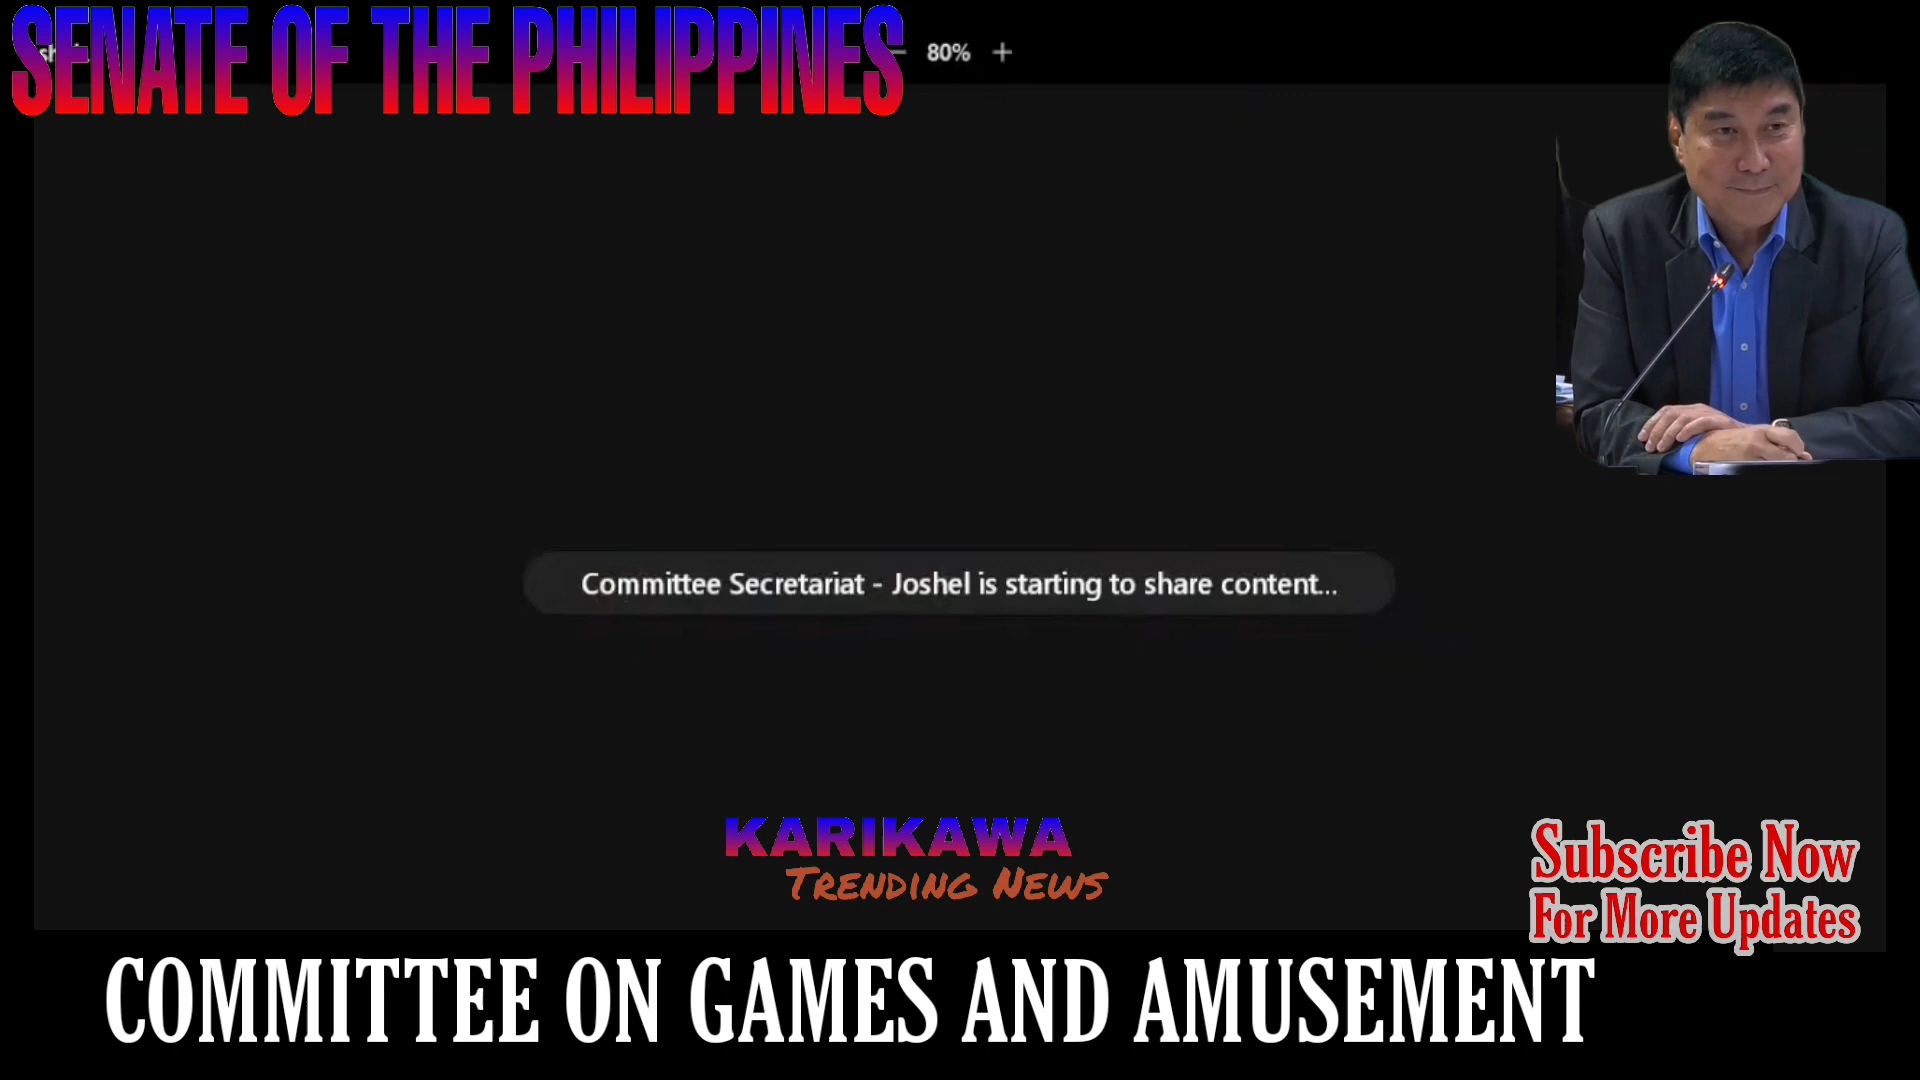 SENATE OF THE PHILIPPINES
80%
Committee Secretariat - Joshel is starting to share content...
KARIKAWA
TRENDING NEWS
Subscribe Now
For More Updates
COMMITTEE ON GAMES AND AMUSEMENT